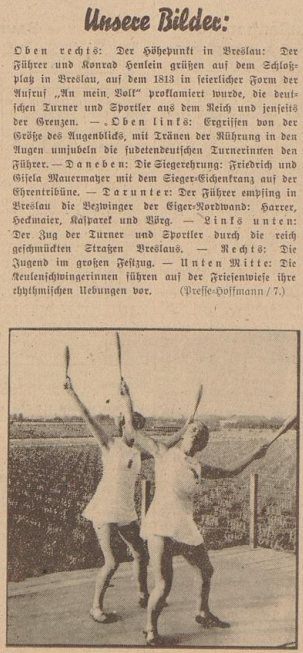 Unsere Bilder:
Oben rechts: Der Höhepunkt in Breslau: Der
Führer und Konrad Henlein grüßen auf dem Schloß-
platz in Breslau, auf dem 1813 in feierlicher Form der
Aufruf „An mein Volk" proklamiert wurde, die deut-
schen Turner und Sportler aus dem Reich und jenseits
der Grenzen. — Oben links: Ergriffen von der
Größe des Augenblicks, mit Tränen der Rührung in den
Augen umjubeln die sudetendeutschen Turnerinnen den
Führer. — Daneben: Die Siegerehrung: Friedrich und
Gisela Mauermayer mit dem Sieger-Eichenkranz auf der
Ehrentribüne. — Darunter: Der Führer empfing in
Breslau die Bezwinger der Eiger-Nordwand: Harrer,
Heckmaier, Kasparek und Vörg. — Links unten:
Der Zug der Turner und Sportler durch die reich
geschmückten Straßen Breslaus. — Rechts: Die
Jugend im großen Festzug. — Unten Mitte: Die
Keulenschwingerinnen führen auf der Friesenwiese ihre
rhythmischen Uebungen vor. (Presse-Hoffmann / 7.)